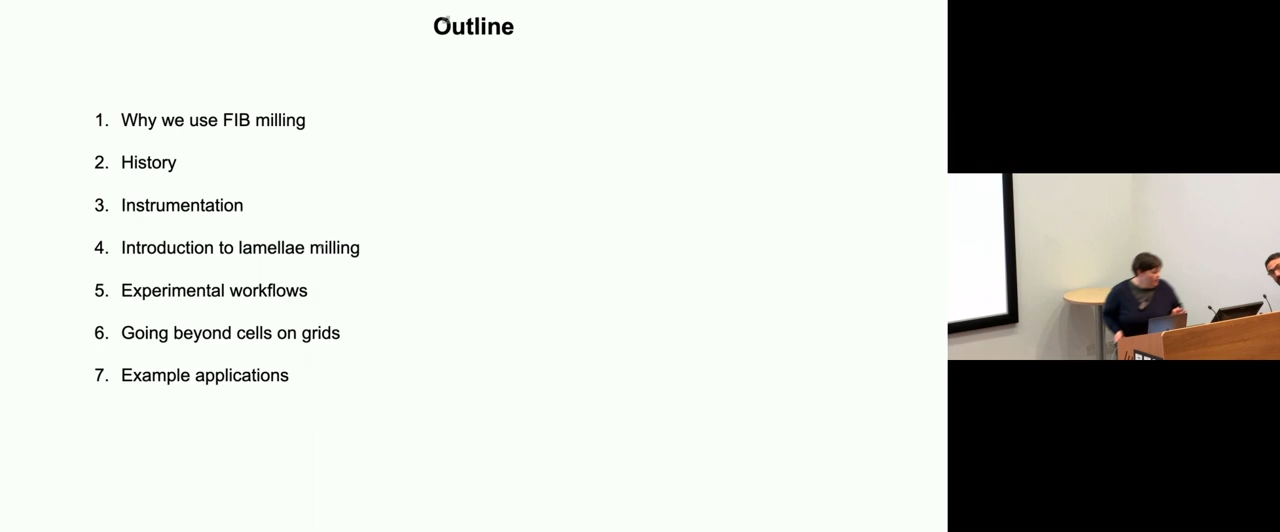 Outline
1. Why we use FIB milling
2. History
3. Instrumentation
4. Introduction to lamellae milling
5. Experimental workflows
6. Going beyond cells on grids
7. Example applications